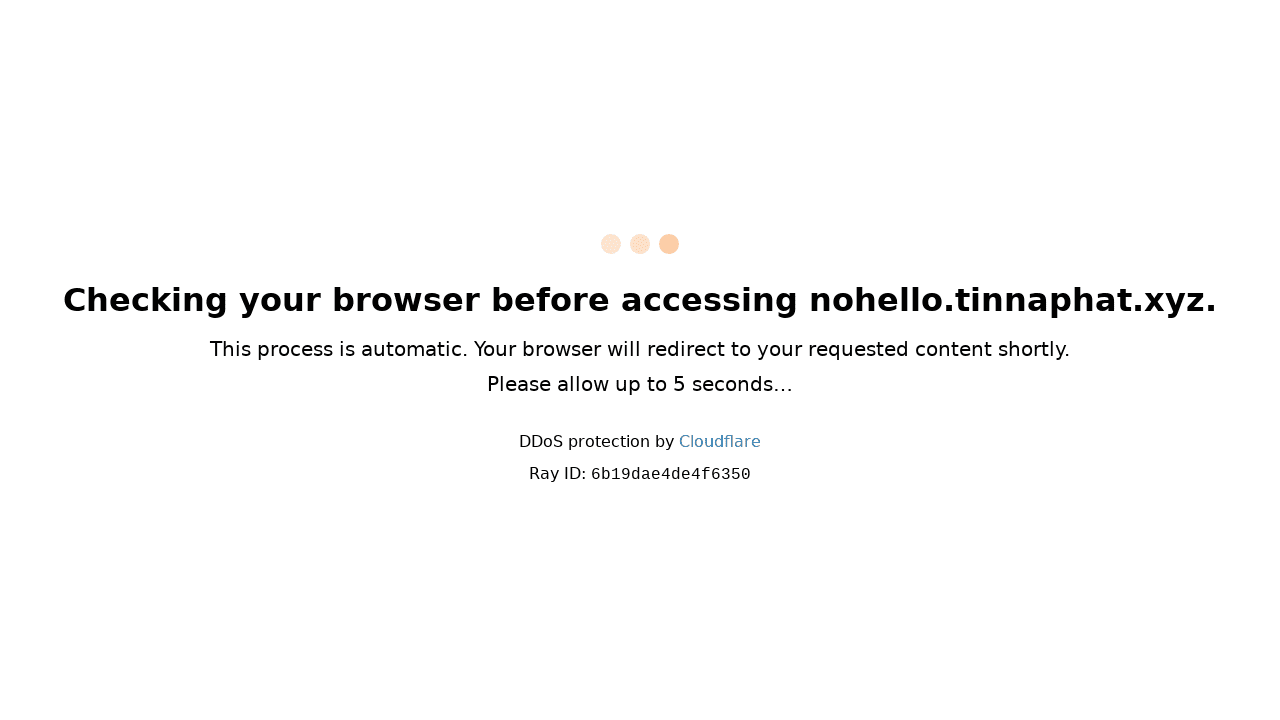 Checking your browser before accessing nohello.tinnaphat.xyz.
This process is automatic. Your browser will redirect to your requested content shortly.
Please allow up to 5 seconds…
DDoS protection by Cloudflare
Ray ID: 6b19dae4de4f6350